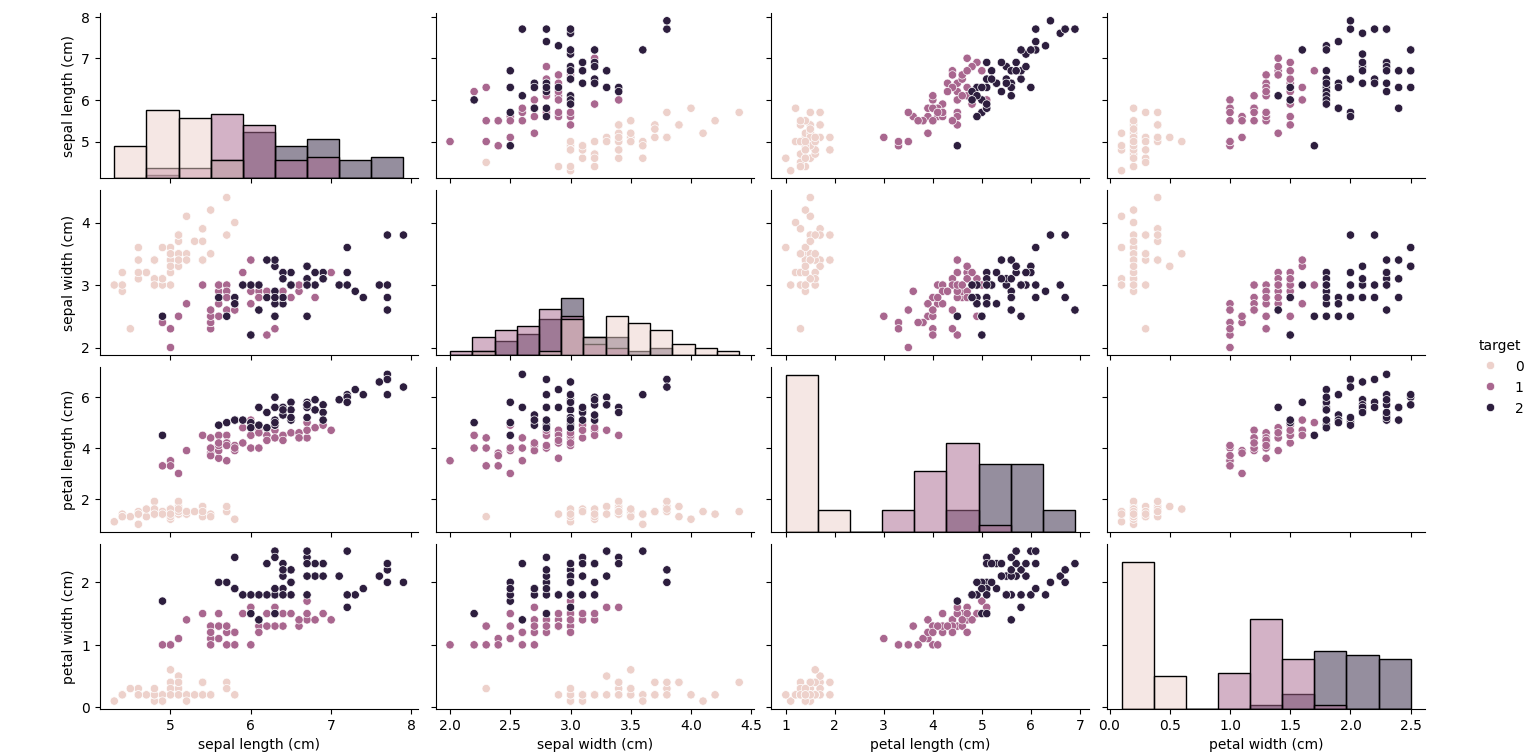 8
7
6
5
sepal length (cm)
4
3
2
sepal width (cm)
6
4
2
petal length (cm)
2
1
0
petal width (cm)
5 6 7 8
sepal length (cm)
2.0 2.5 3.0 3.5 4.0 4.5
sepal width (cm)
1 2 3 4 5 6 7
petal length (cm)
0.0 0.5 1.0 1.5 2.0 2.5
petal width (cm)
target
0
1
2